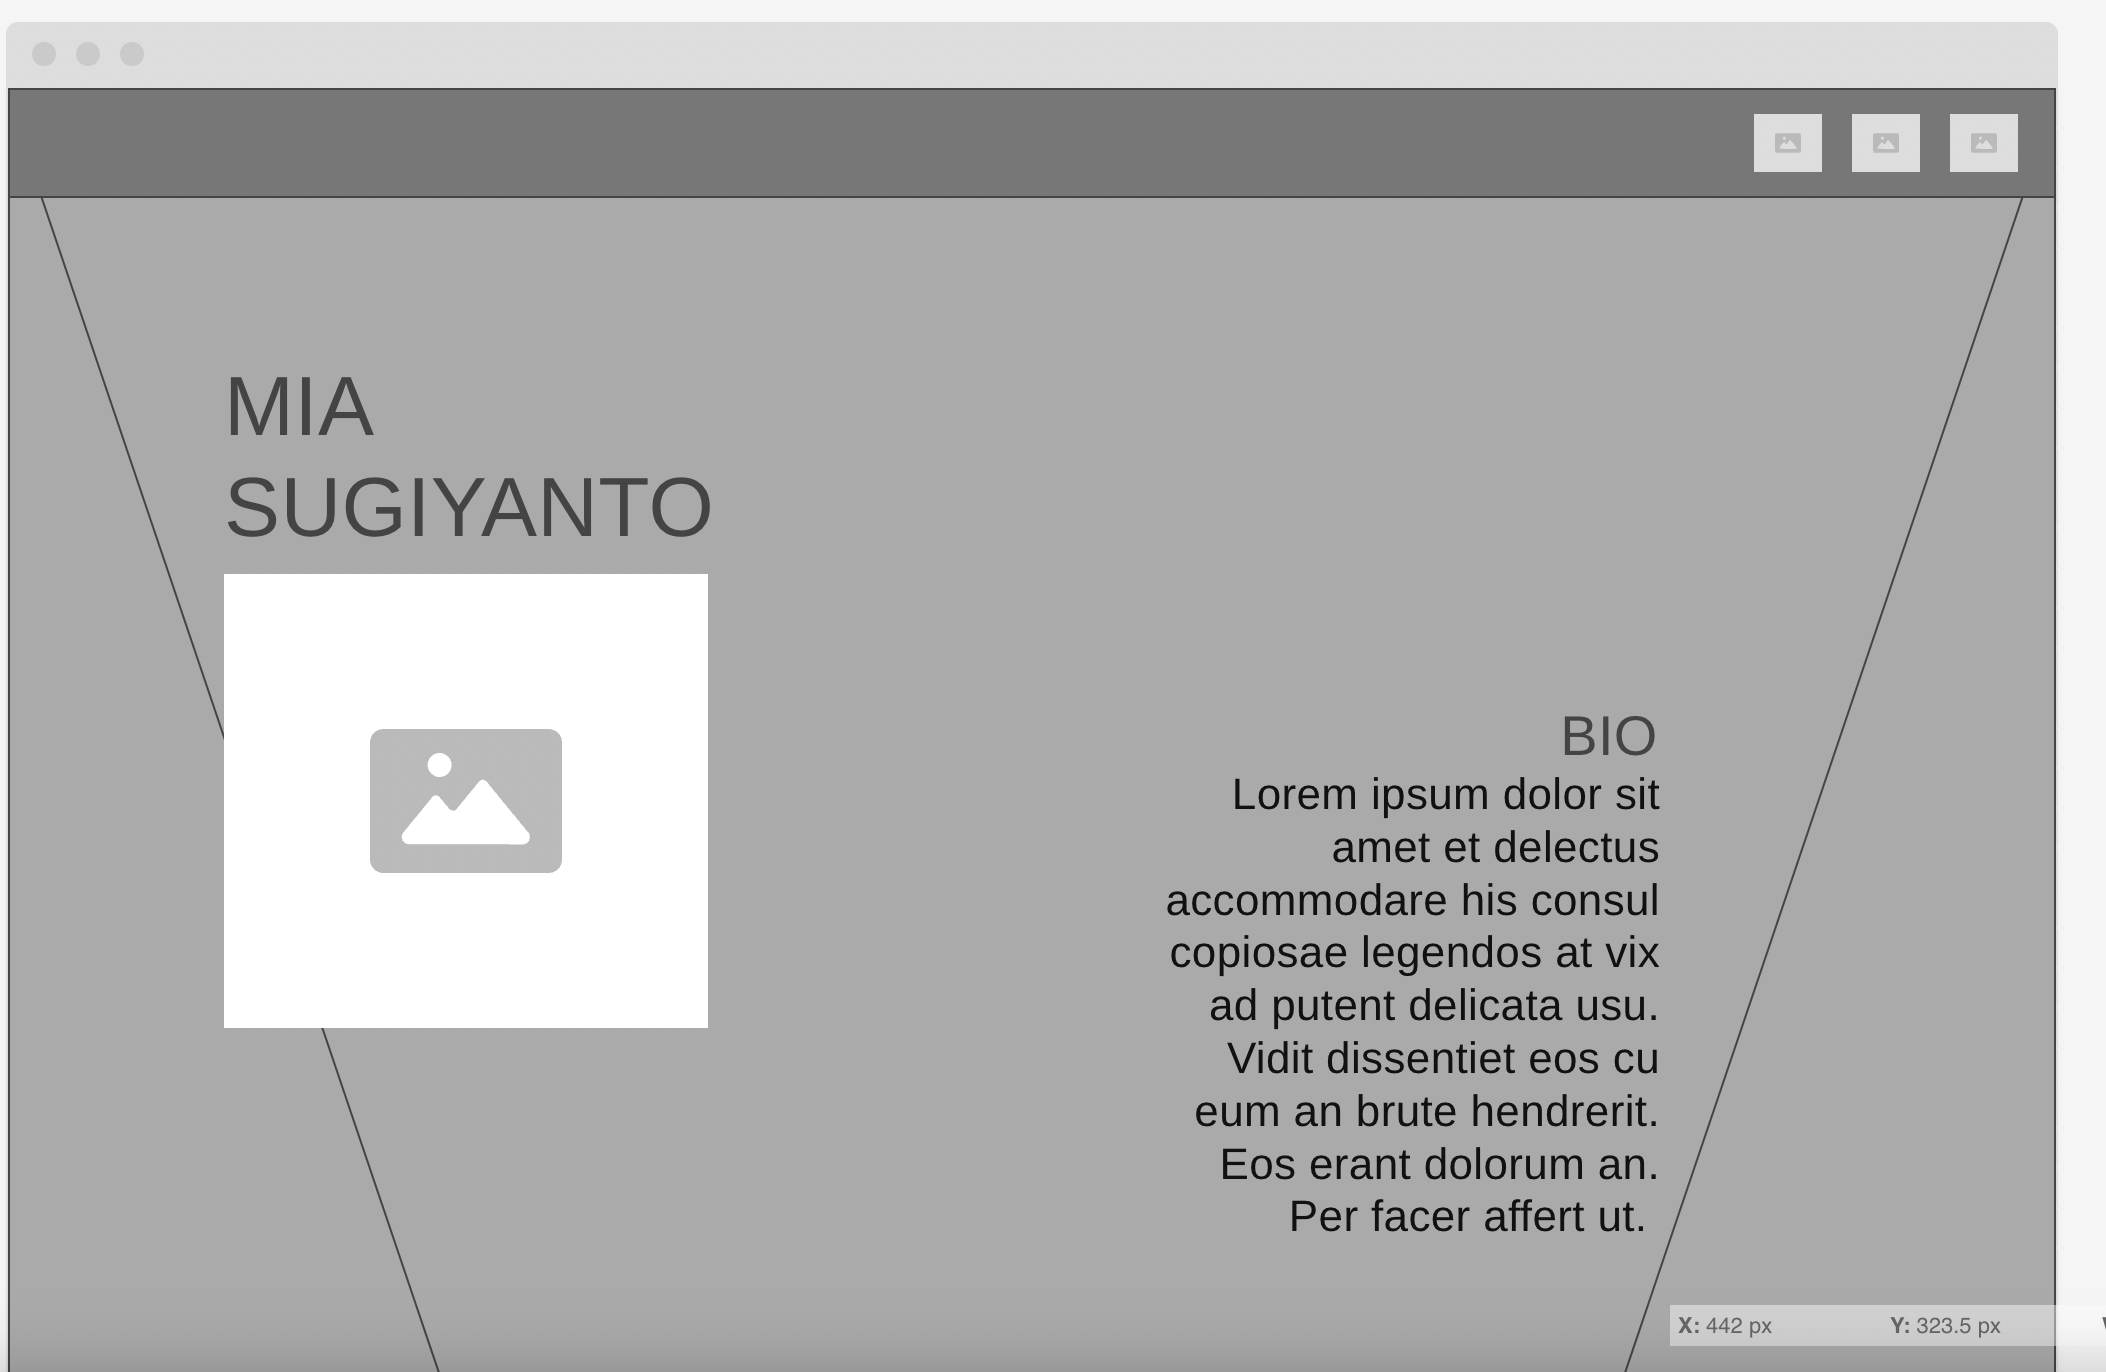 MIA
SUGIYANTO
BIO
Lorem ipsum dolor sit
amet et delectus
accommodare his consul
copiosae legendos at vix
ad putent delicata usu.
Vidit dissentiet eos cu
eum an brute hendrerit.
Eos erant dolorum an.
Per facer affert ut.
X: 442 px Y: 323.5 px